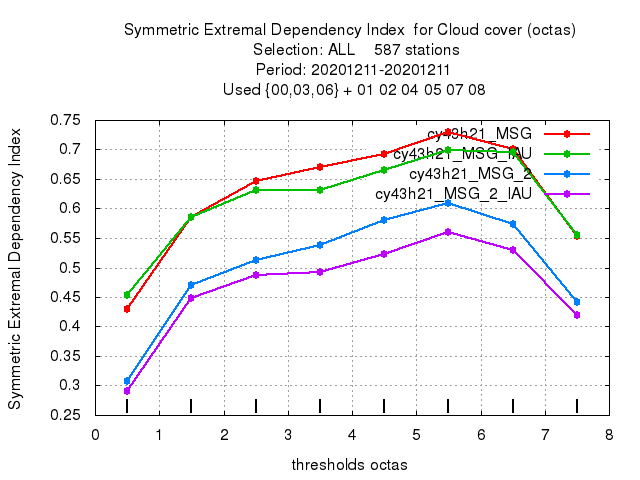 Symmetric Extremal Dependency Index  for Cloud cover (octas)
Selection: ALL    587 stations
Period: 20201211-20201211
Used {00,03,06} + 01 02 04 05 07 08
Symmetric Extremal Dependency Index
0.75
0.7
0.65
0.6
0.55
0.5
0.45
0.4
0.35
0.3
0.25
cy43h21_MSG
cy43h21_MSG_IAU
cy43h21_MSG_2
cy43h21_MSG_2_IAU
0 1 2 3 4 5 6 7 8
thresholds octas